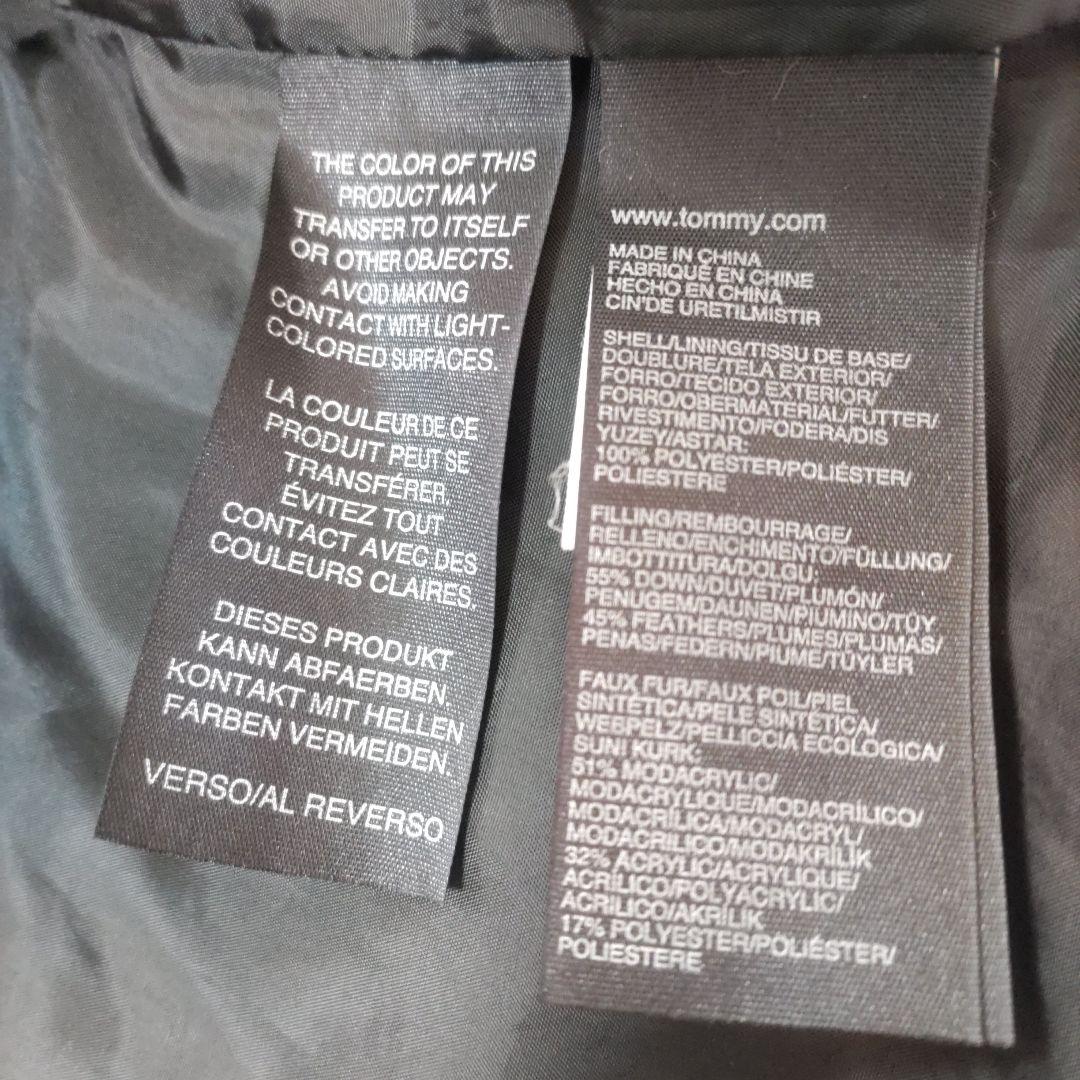 THE COLOR OF THIS
PRODUCT MAY
TRANSFER TO ITSELF
OR OTHER OBJECTS.
AVOID MAKING
CONTACT WITH LIGHT-
COLORED SURFACES.
LA COULEUR DE CE
PRODUIT PEUT SE
TRANSFÉRER.
ÉVITEZ TOUT
CONTACT AVEC DES
COULEURS CLAIRES.
DIESES PRODUKT
KANN ABFAERBEN.
KONTAKT MIT HELLEN
FARBEN VERMEIDEN.
VERSO/AL REVERSO
www.tommy.com
MADE IN CHINA
FABRIQUÉ EN CHINE
HECHO EN CHINA
CIN'DE URETILMISTIR
SHELL/LINING/TISSU DE BASE/
DOUBLURE/TELA EXTERIOR/
FORRO/TECIDO EXTERIOR/
FORRO/OBERMATERIAL/FUTTER/
RIVESTIMENTO/FODERA/DIS
YUZEY/ASTAR:
100% POLYESTER/POLIÉSTER/
POLIESTERE
FILLING/REMBOURRAGE/
RELLENO/ENCHIMENTO/FÜLLUNG/
IMBOTTITURA/DOLGU:
55% DOWN/DUVET/PLUMÓN/
PENUGEM/DAUNEN/PIUMINO/TÜY
45% FEATHERS/PLUMES/PLUMAS/
PENAS/FEDERN/PIUME/TÜYLER
FAUX FUR/FAUX POIL/PIEL
SINTÉTICA/PELE SINTÉTICA/
WEBPELZ/PELLICCIA ECOLOGICA/
SUNI KURK:
51% MODACRYLIC/
MODACRYLIQUE/MODACRÍLICO/
MODACRÍLICA/MODACRYL/
MODACRILICO/MODAKRİLİK
32% ACRYLIC/ACRYLIQUE/
ACRÍLICO/POLYACRYLIC/
ACRILICO/AKRİLİK
17% POLYESTER/POLIÉSTER/
POLIESTERE